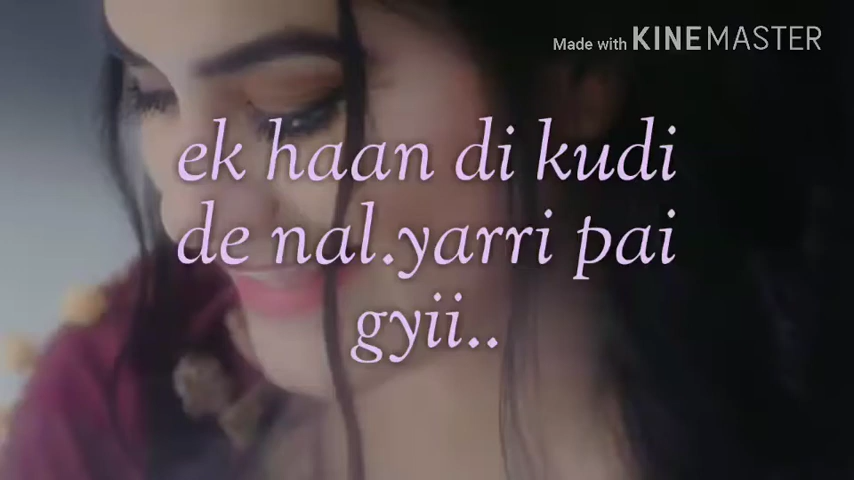 Made with KINEMASTER
ek haan di kudi
de nal.yarri pai
gyii..